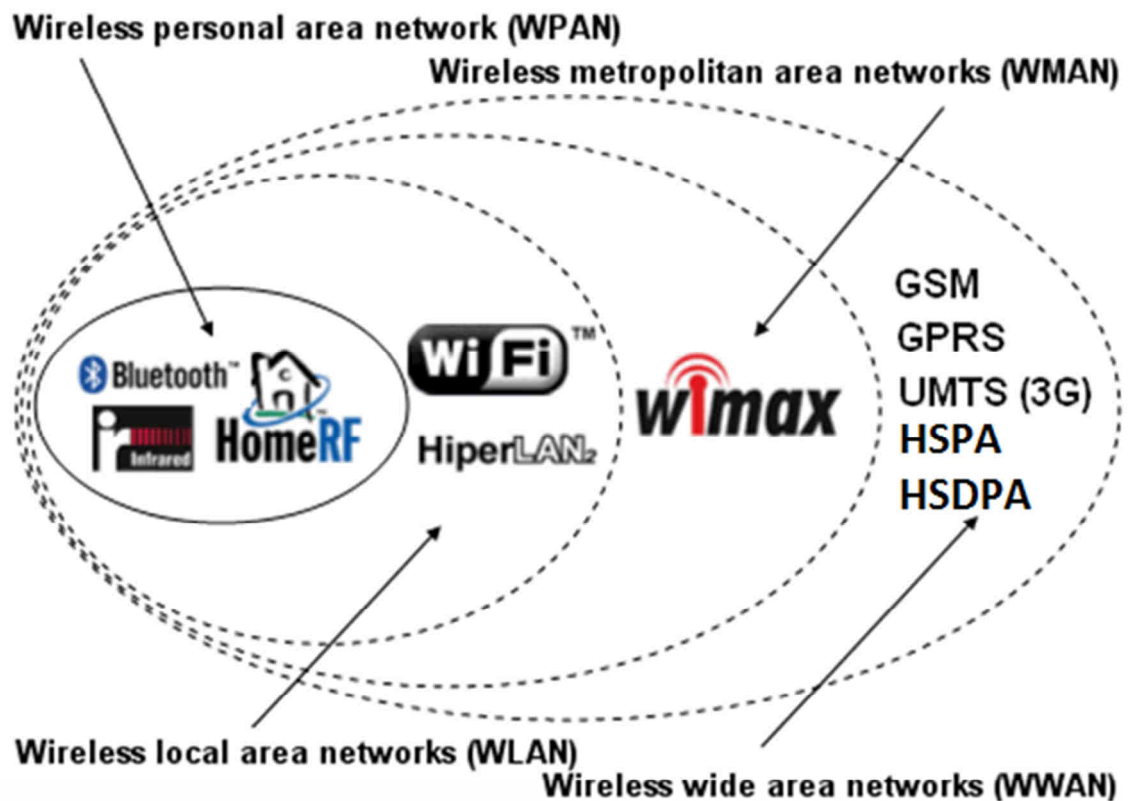 Wireless personal area network (WPAN)
Wireless metropolitan area networks (WMAN)
GSM
GPRS
UMTS (3G)
HSPA
HSDPA
WiFi™
Bluetooth™
HomeRF™
Infrared
HiperLAN2
wimax
Wireless local area networks (WLAN)
Wireless wide area networks (WWAN)